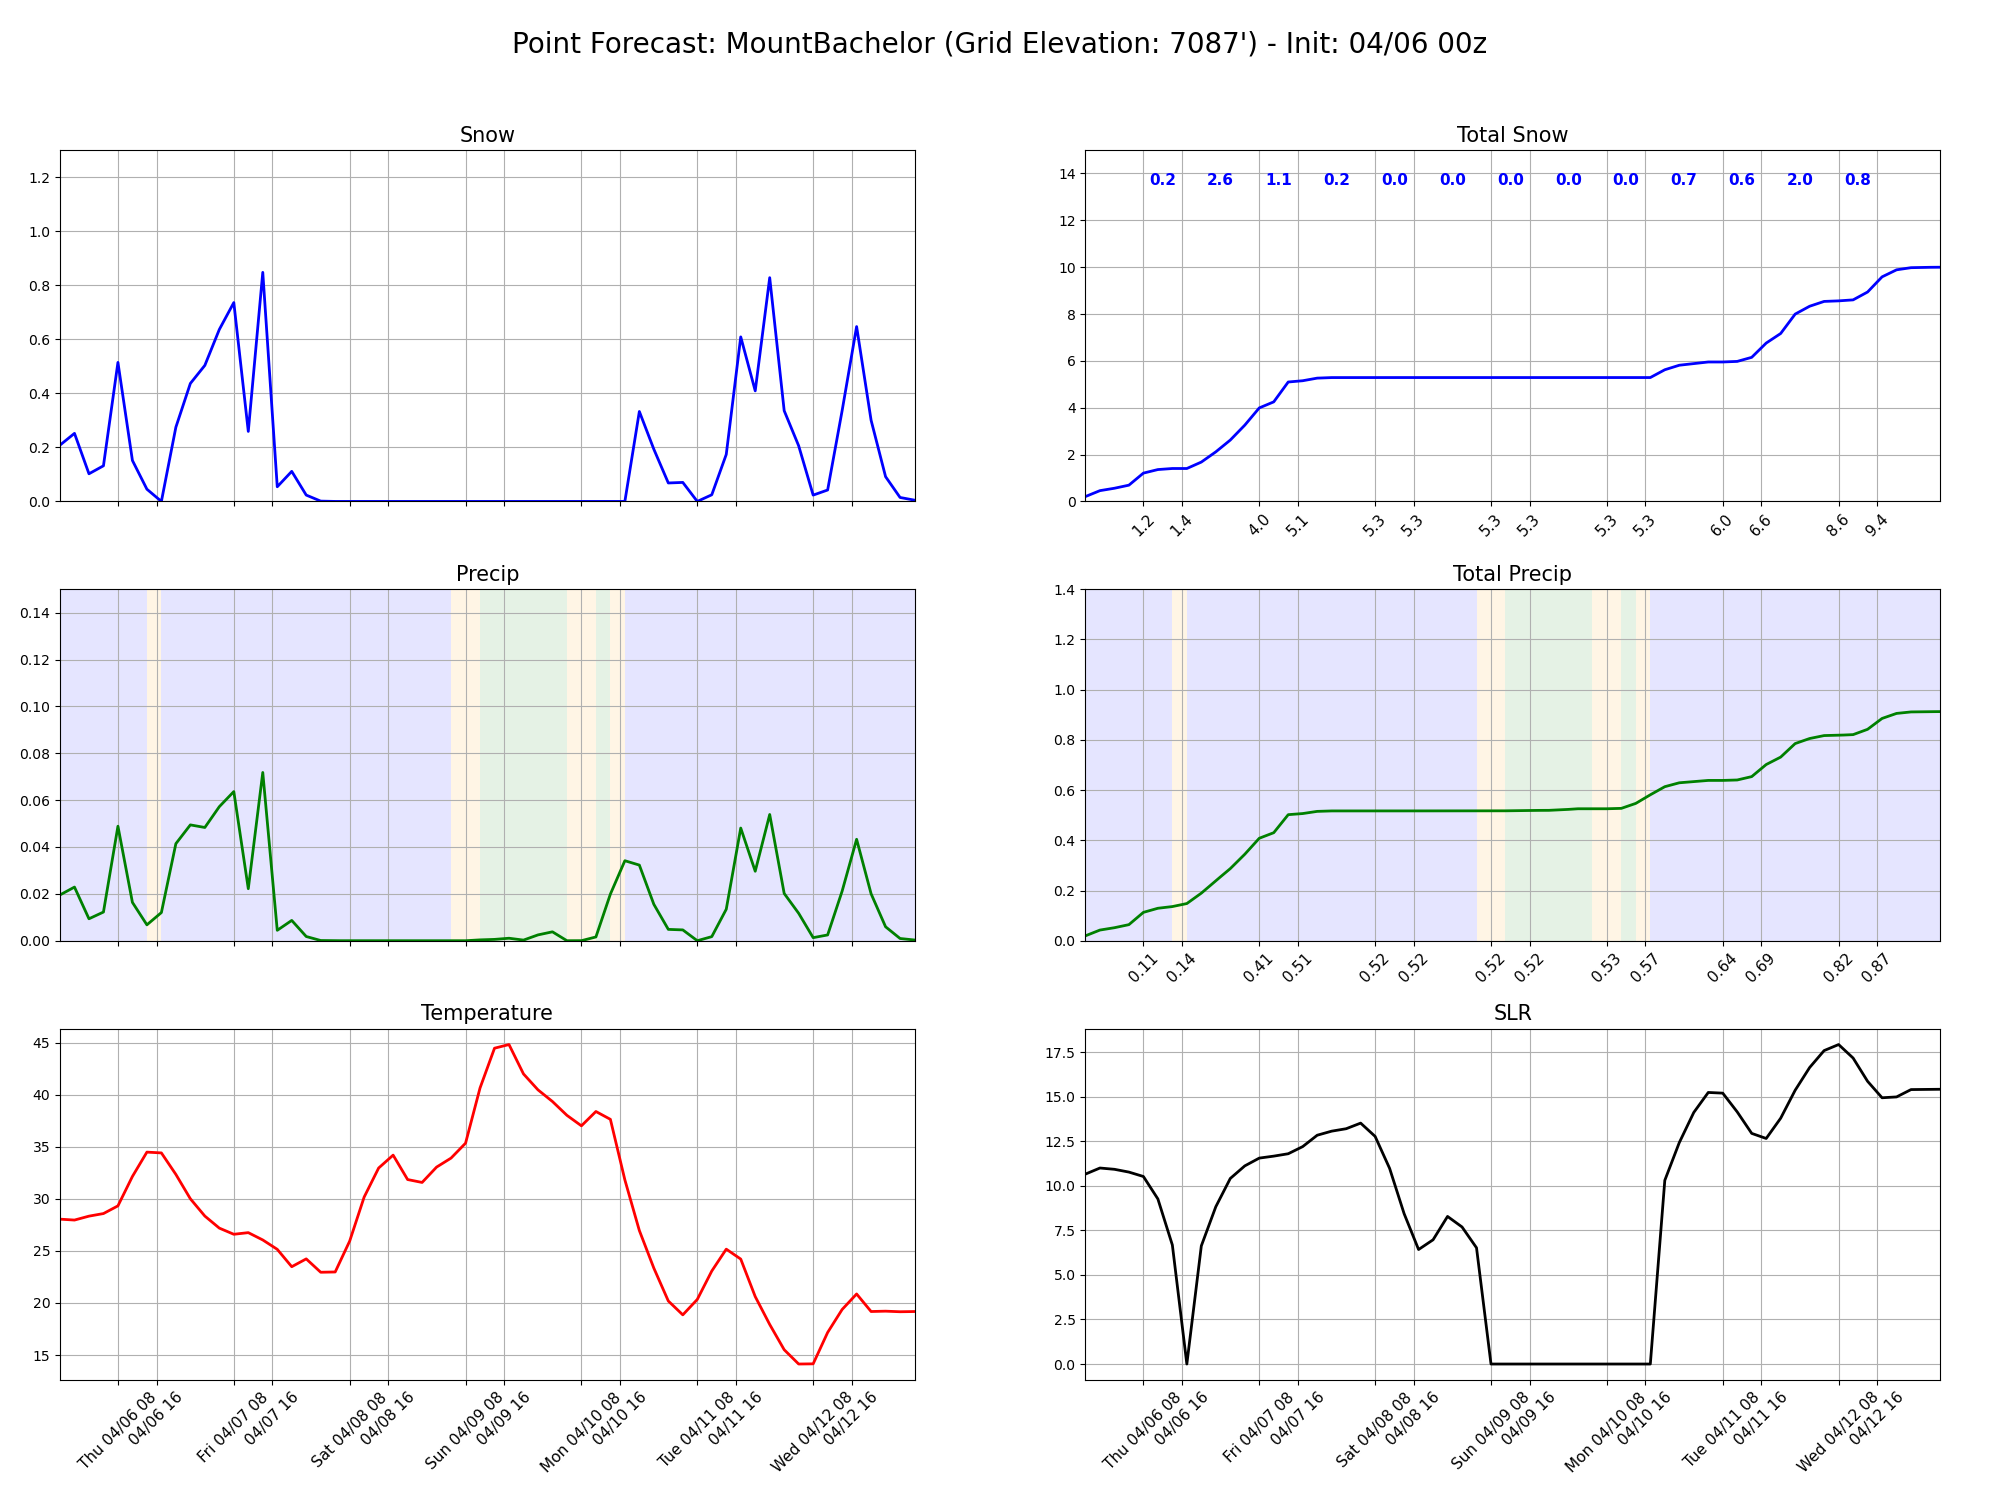 Point Forecast: MountBachelor (Grid Elevation: 7087') - Init: 04/06 00z
Snow
1.2
1.0
0.8
0.6
0.4
0.2
0.0
Total Snow
14
12
10
8
6
4
2
0
0.2 2.6 1.1 0.2 0.0 0.0 0.0 0.0 0.0 0.7 0.6 2.0 0.8
1.2 1.4 4.0 5.1 5.3 5.3 5.3 5.3 5.3 5.3 6.0 6.6 8.6 9.4
Precip
0.14
0.12
0.10
0.08
0.06
0.04
0.02
0.00
Total Precip
1.4
1.2
1.0
0.8
0.6
0.4
0.2
0.0
0.11 0.14 0.41 0.51 0.52 0.52 0.52 0.52 0.53 0.57 0.64 0.69 0.82 0.87
Temperature
45
40
35
30
25
20
15
Thu 04/06 08
04/06 16
Fri 04/07 08
04/07 16
Sat 04/08 08
04/08 16
Sun 04/09 08
04/09 16
Mon 04/10 08
04/10 16
Tue 04/11 08
04/11 16
Wed 04/12 08
04/12 16
SLR
17.5
15.0
12.5
10.0
7.5
5.0
2.5
0.0
Thu 04/06 08
04/06 16
Fri 04/07 08
04/07 16
Sat 04/08 08
04/08 16
Sun 04/09 08
04/09 16
Mon 04/10 08
04/10 16
Tue 04/11 08
04/11 16
Wed 04/12 08
04/12 16